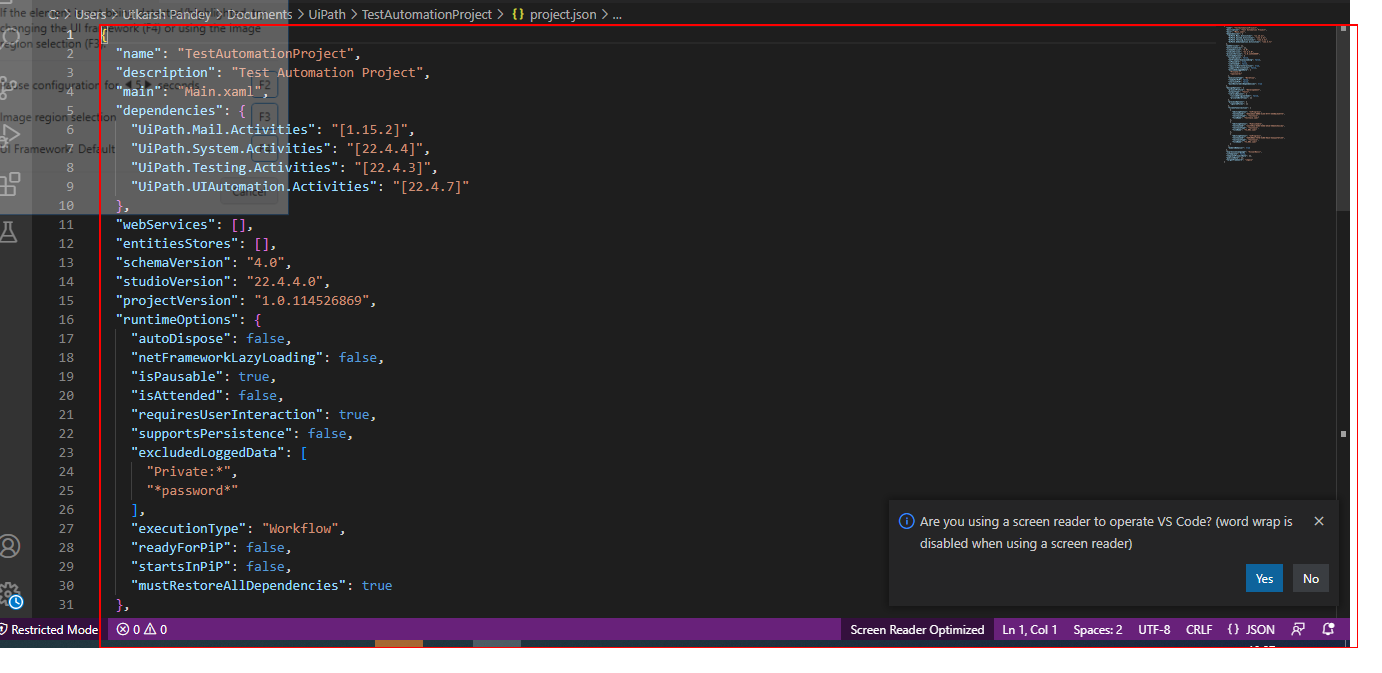 C: > Users > Utkarsh Pandey > Documents > UiPath > TestAutomationProject > {} project.json > ...
If the element
changing the UI framework (F4) or using the image
region selection (F3).
configuration for 5 seconds
F2
Image region selection
F3
UI Framework: Default
Cancel
1 {
2 "name": "TestAutomationProject",
3 "description": "Test Automation Project",
4 "main": "Main.xaml",
5 "dependencies": {
6 "UiPath.Mail.Activities": "[1.15.2]",
7 "UiPath.System.Activities": "[22.4.4]",
8 "UiPath.Testing.Activities": "[22.4.3]",
9 "UiPath.UIAutomation.Activities": "[22.4.7]"
10 },
11 "webServices": [],
12 "entitiesStores": [],
13 "schemaVersion": "4.0",
14 "studioVersion": "22.4.4.0",
15 "projectVersion": "1.0.114526869",
16 "runtimeOptions": {
17 "autoDispose": false,
18 "netFrameworkLazyLoading": false,
19 "isPausable": true,
20 "isAttended": false,
21 "requiresUserInteraction": true,
22 "supportsPersistence": false,
23 "excludedLoggedData": [
24 "Private:*",
25 "*password*"
26 ],
27 "executionType": "Workflow",
28 "readyForPiP": false,
29 "startsInPiP": false,
30 "mustRestoreAllDependencies": true
31 },
Are you using a screen reader to operate VS Code? (word wrap is
disabled when using a screen reader)
Yes No
Restricted Mode 0 0 Screen Reader Optimized Ln 1, Col 1 Spaces: 2 UTF-8 CRLF {} JSON